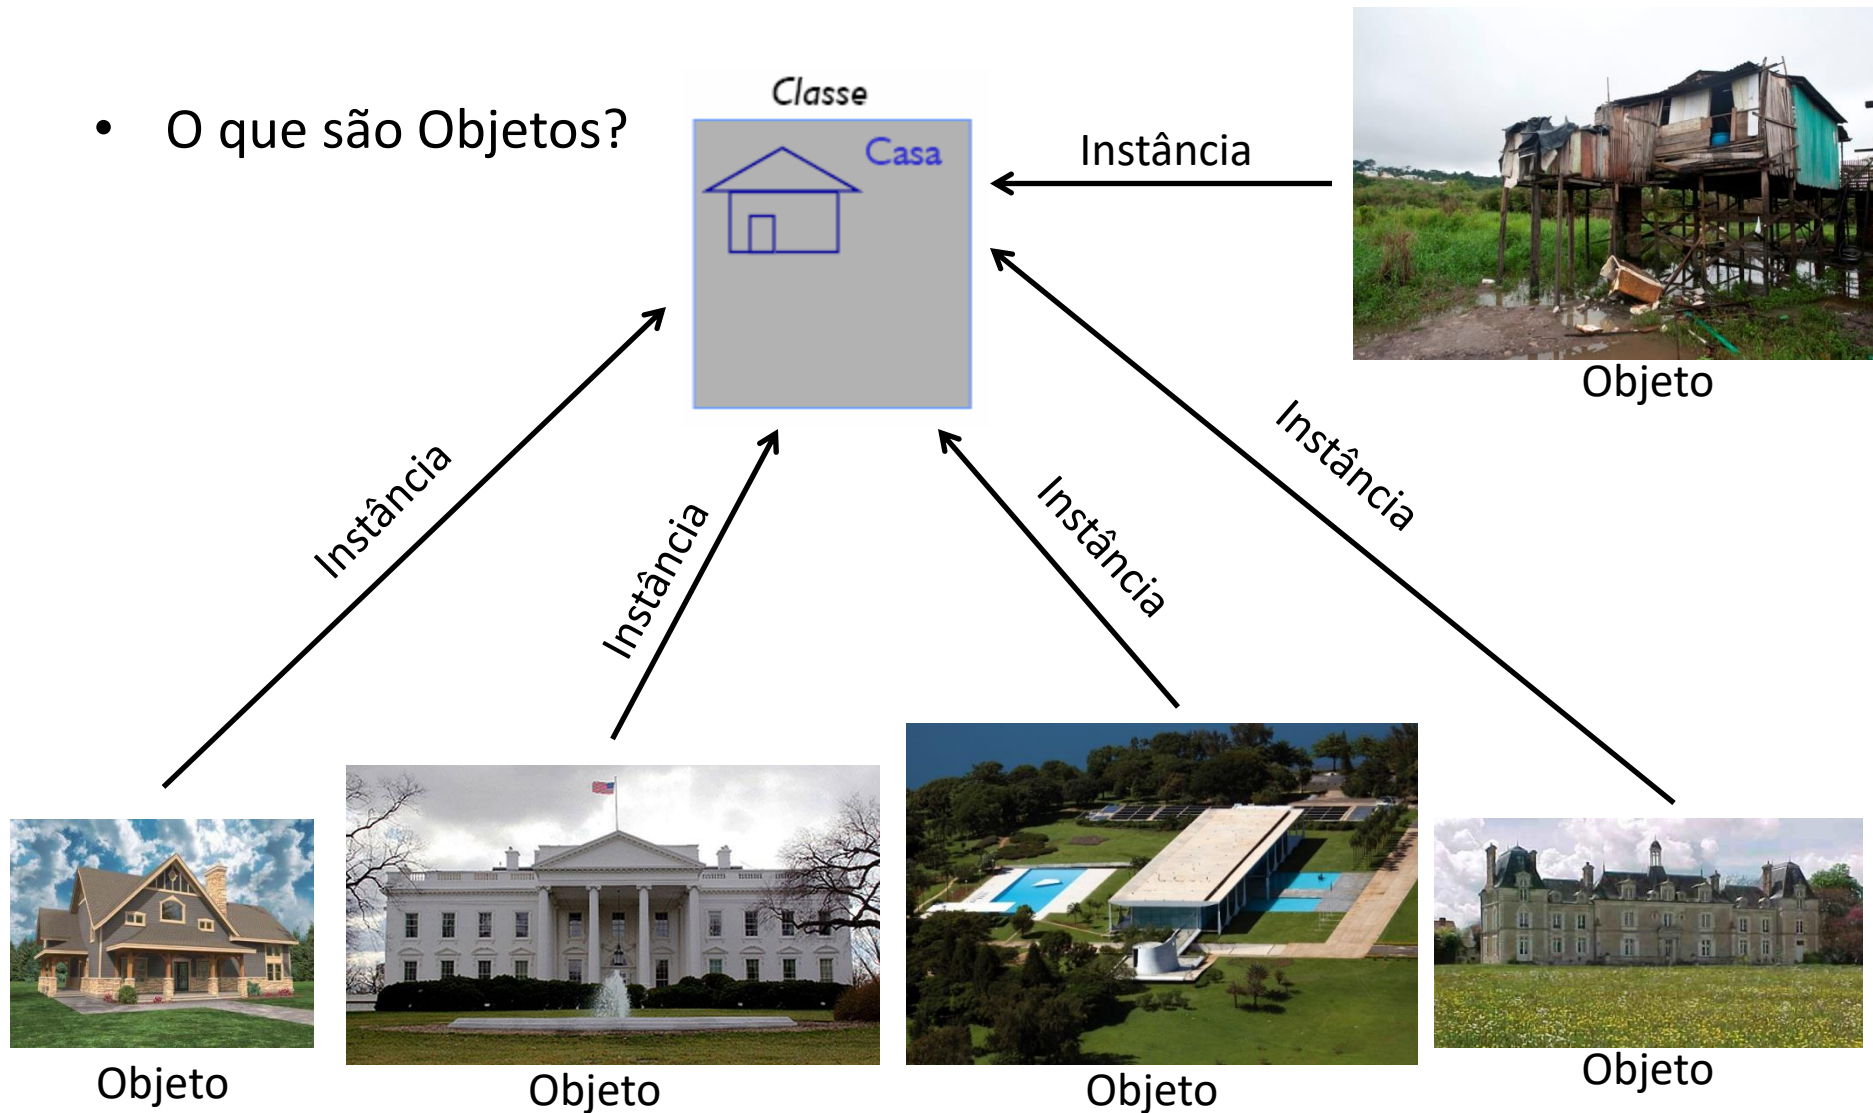 O que são Objetos?
Classe
Casa
Instância
Objeto
Instância
Instância
Instância
Instância
Objeto
Objeto
Objeto
Objeto